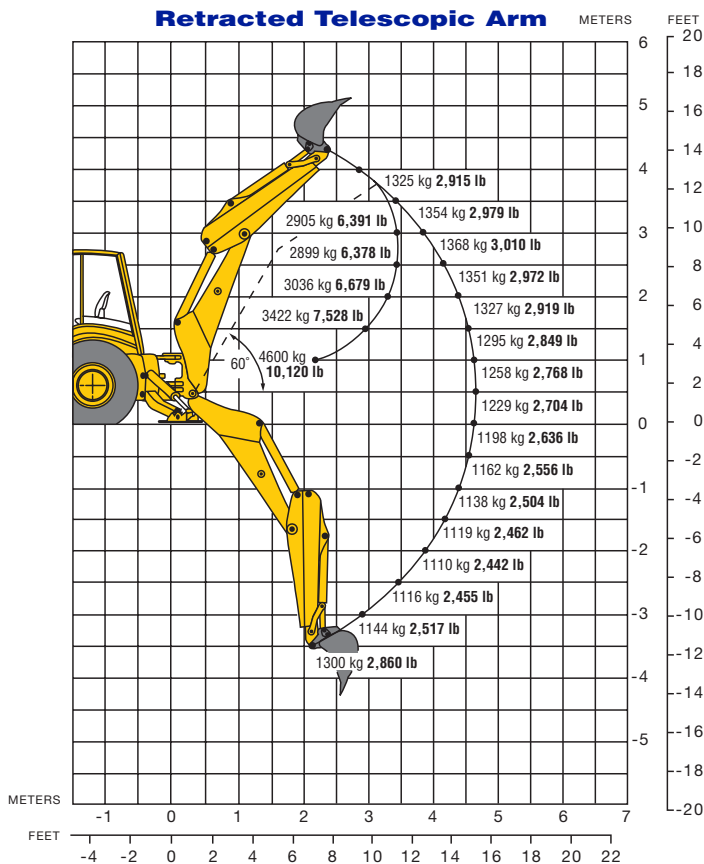 Retracted Telescopic Arm
METERS FEET
6
5
4
3
2
1
0
-1
-2
-3
-4
-5
20
18
16
14
12
10
8
6
4
2
0
-2
-4
-6
-8
-10
-12
-14
-16
-18
-20
1325 kg 2,915 lb
1354 kg 2,979 lb
2905 kg 6,391 lb
1368 kg 3,010 lb
2899 kg 6,378 lb
1351 kg 2,972 lb
3036 kg 6,679 lb
1327 kg 2,919 lb
3422 kg 7,528 lb
1295 kg 2,849 lb
60°
4600 kg
10,120 lb
1258 kg 2,768 lb
1229 kg 2,704 lb
1198 kg 2,636 lb
1162 kg 2,556 lb
1138 kg 2,504 lb
1119 kg 2,462 lb
1110 kg 2,442 lb
1116 kg 2,455 lb
1144 kg 2,517 lb
1300 kg 2,860 lb
METERS
-1 0 1 2 3 4 5 6 7
FEET
-4 -2 0 2 4 6 8 10 12 14 16 18 20 22